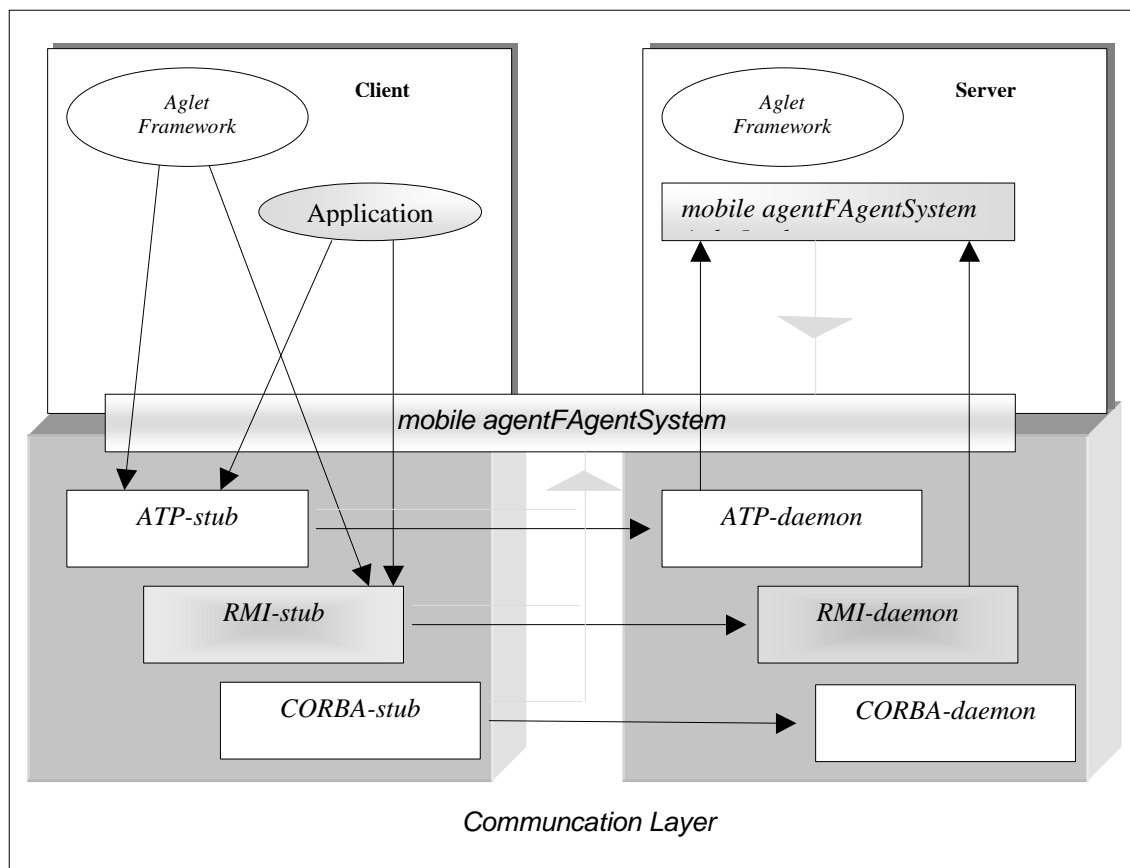 Aglet
Framework
Client
Application
Aglet
Framework
Server
mobile agentFAgentSystem
mobile agentFAgentSystem
ATP-stub
ATP-daemon
RMI-stub
RMI-daemon
CORBA-stub
CORBA-daemon
Communcation Layer